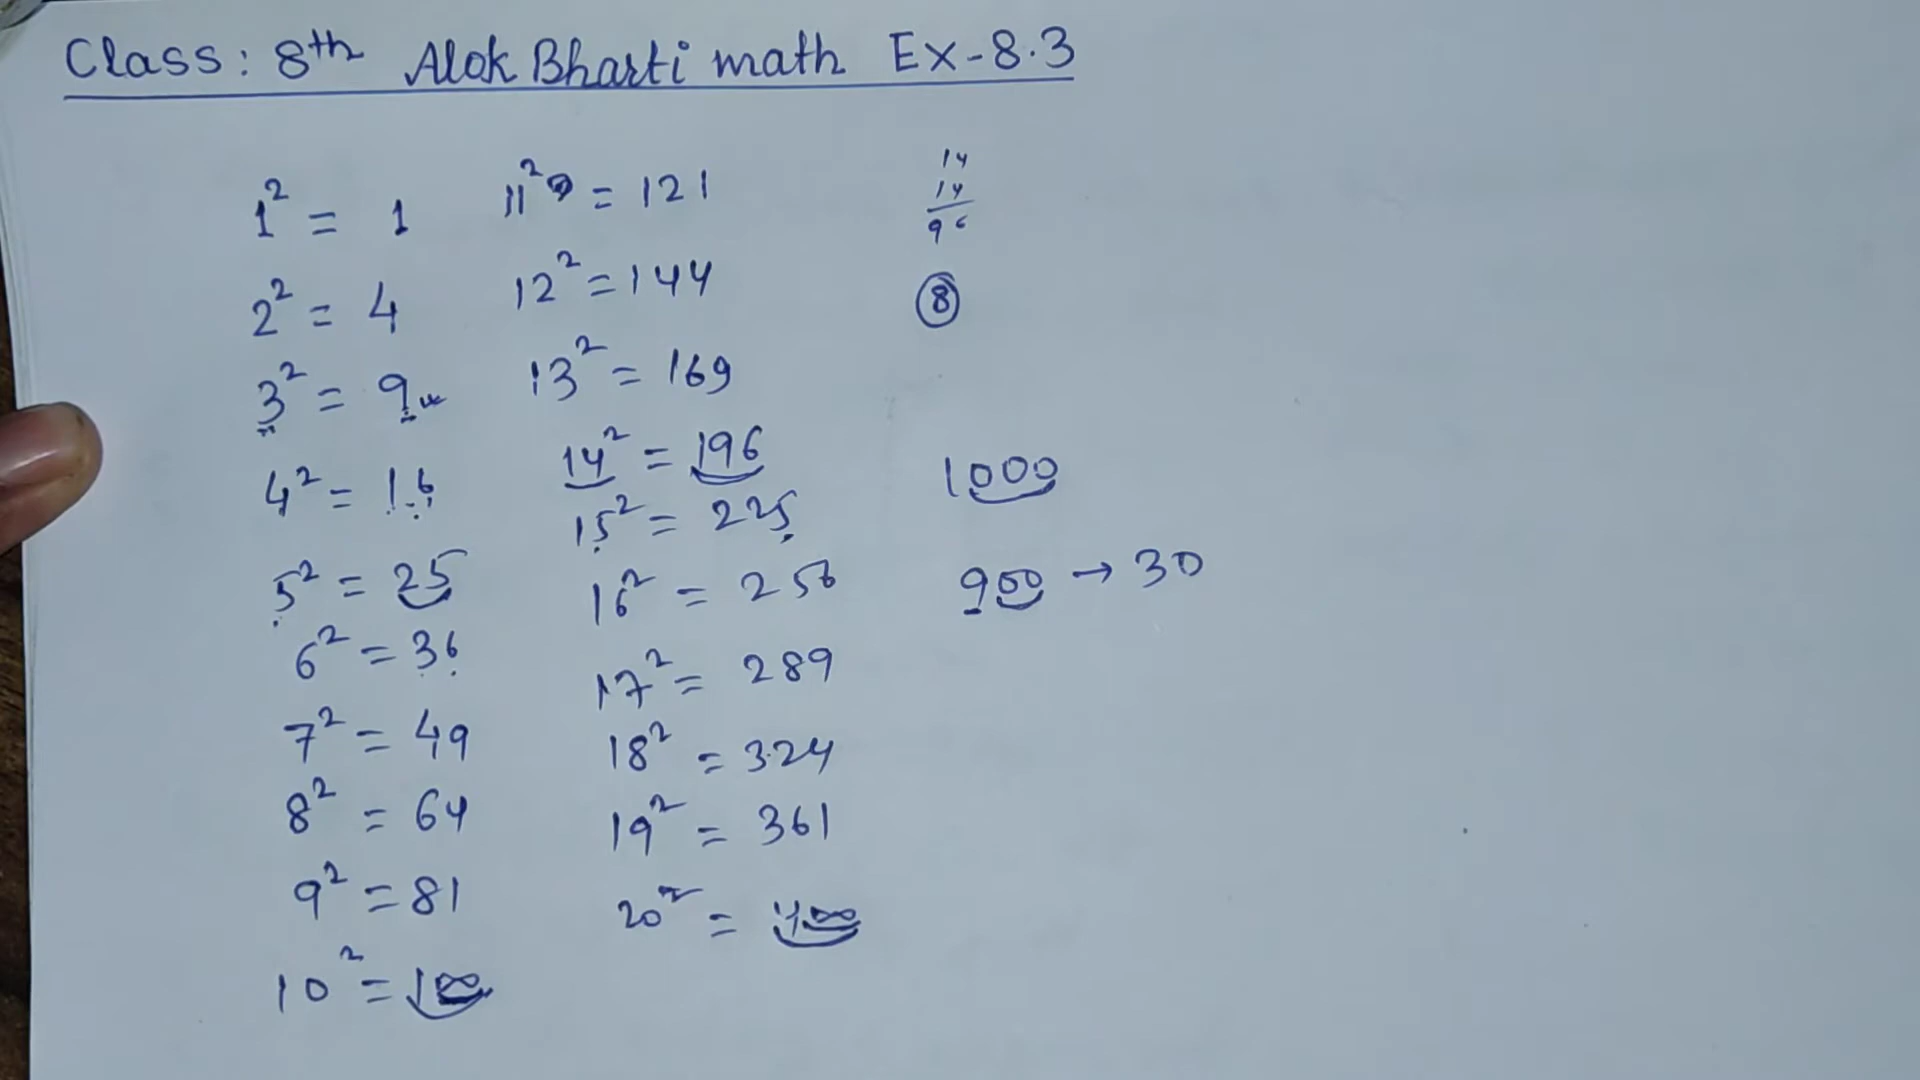 Class: 8th Alok Bharti math Ex-8.3
1² = 1
2² = 4
3² = 9
4² = 16
5² = 25
6² = 36
7² = 49
8² = 64
9² = 81
10² = 100
11² = 121
12² = 144
13² = 169
14² = 196
15² = 225
16² = 256
17² = 289
18² = 324
19² = 361
20² = 400
14
14
96
8
1000
900 → 30